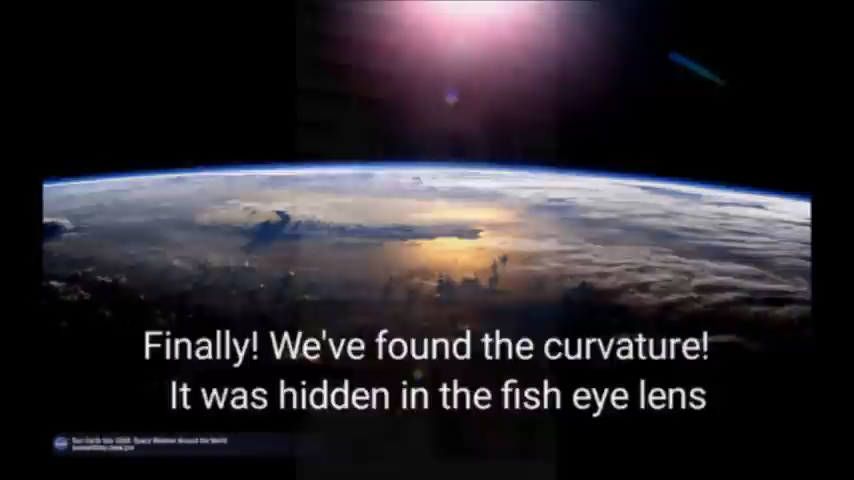 Finally! We've found the curvature!
It was hidden in the fish eye lens